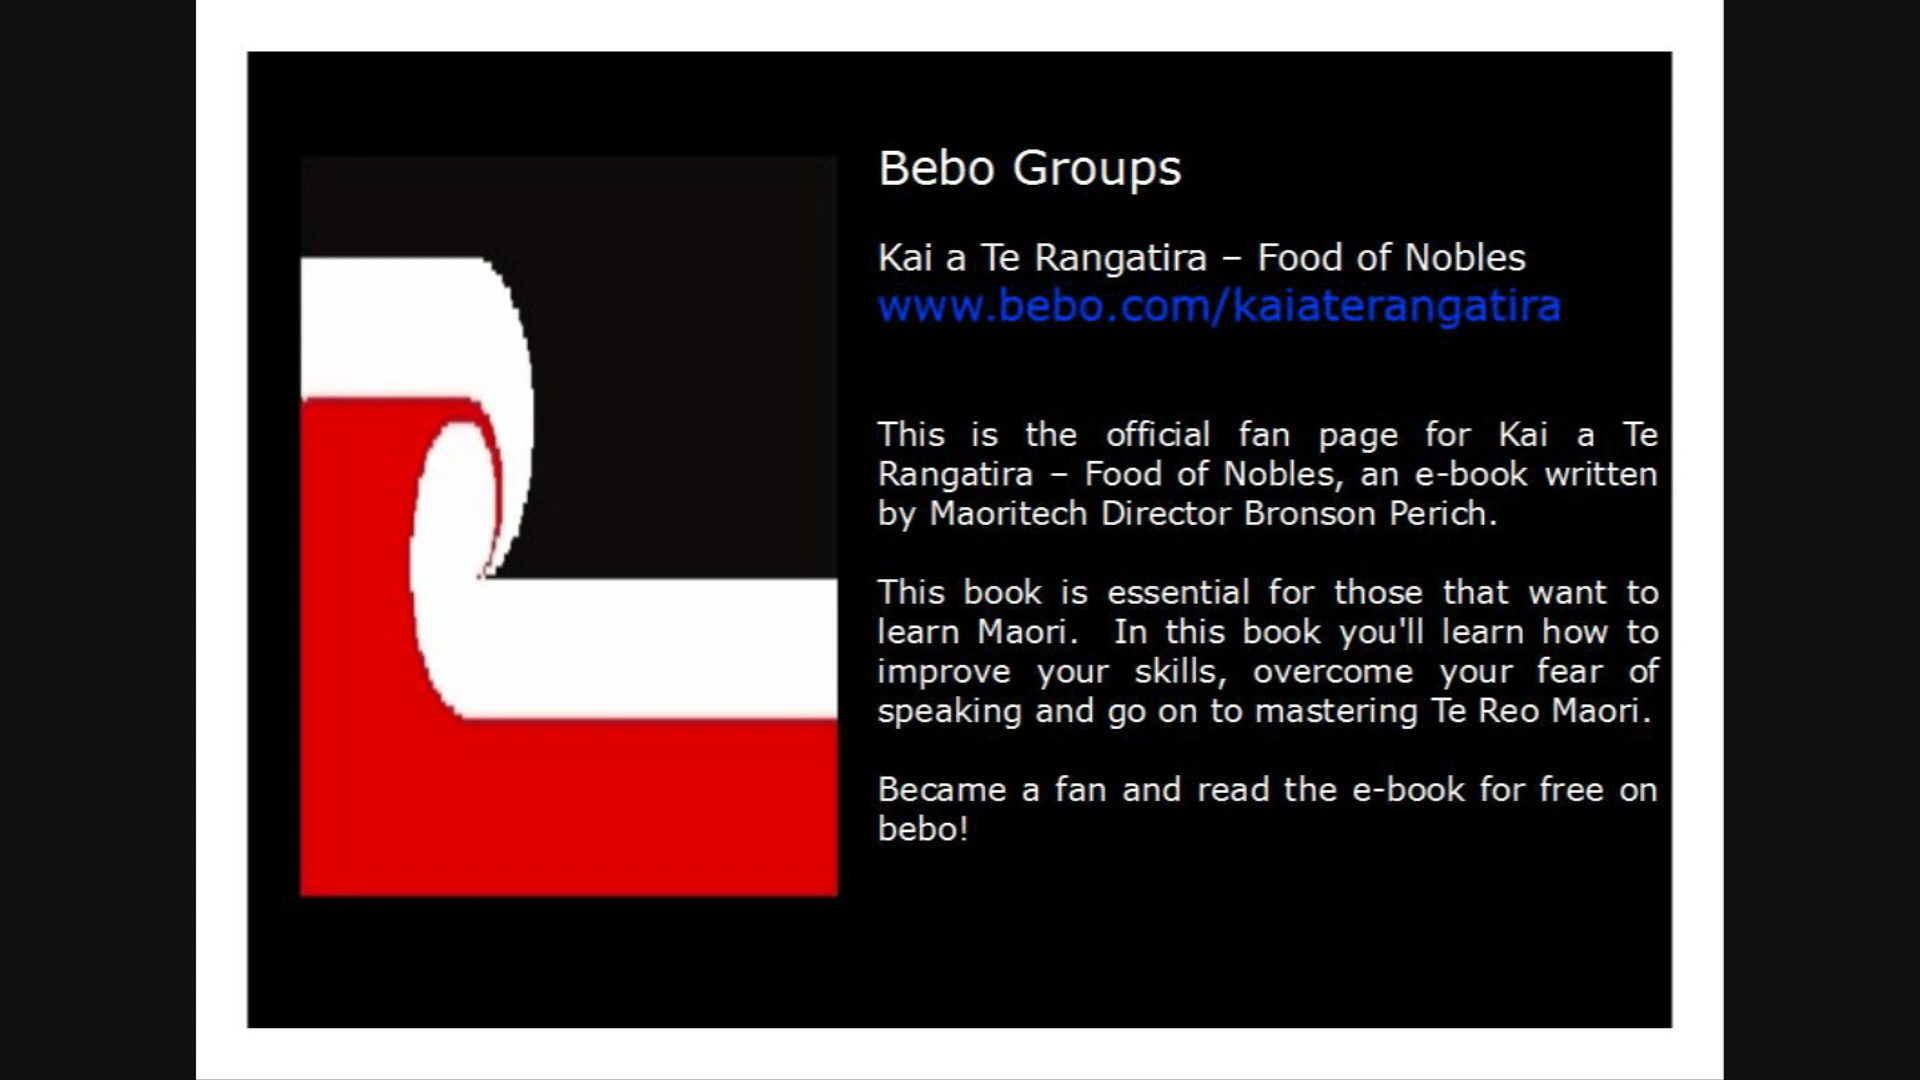 Bebo Groups
Kai a Te Rangatira – Food of Nobles
www.bebo.com/kaiaterangatira
This is the official fan page for Kai a Te
Rangatira – Food of Nobles, an e-book written
by Maoritech Director Bronson Perich.
This book is essential for those that want to
learn Maori.  In this book you'll learn how to
improve your skills, overcome your fear of
speaking and go on to mastering Te Reo Maori.
Became a fan and read the e-book for free on
bebo!